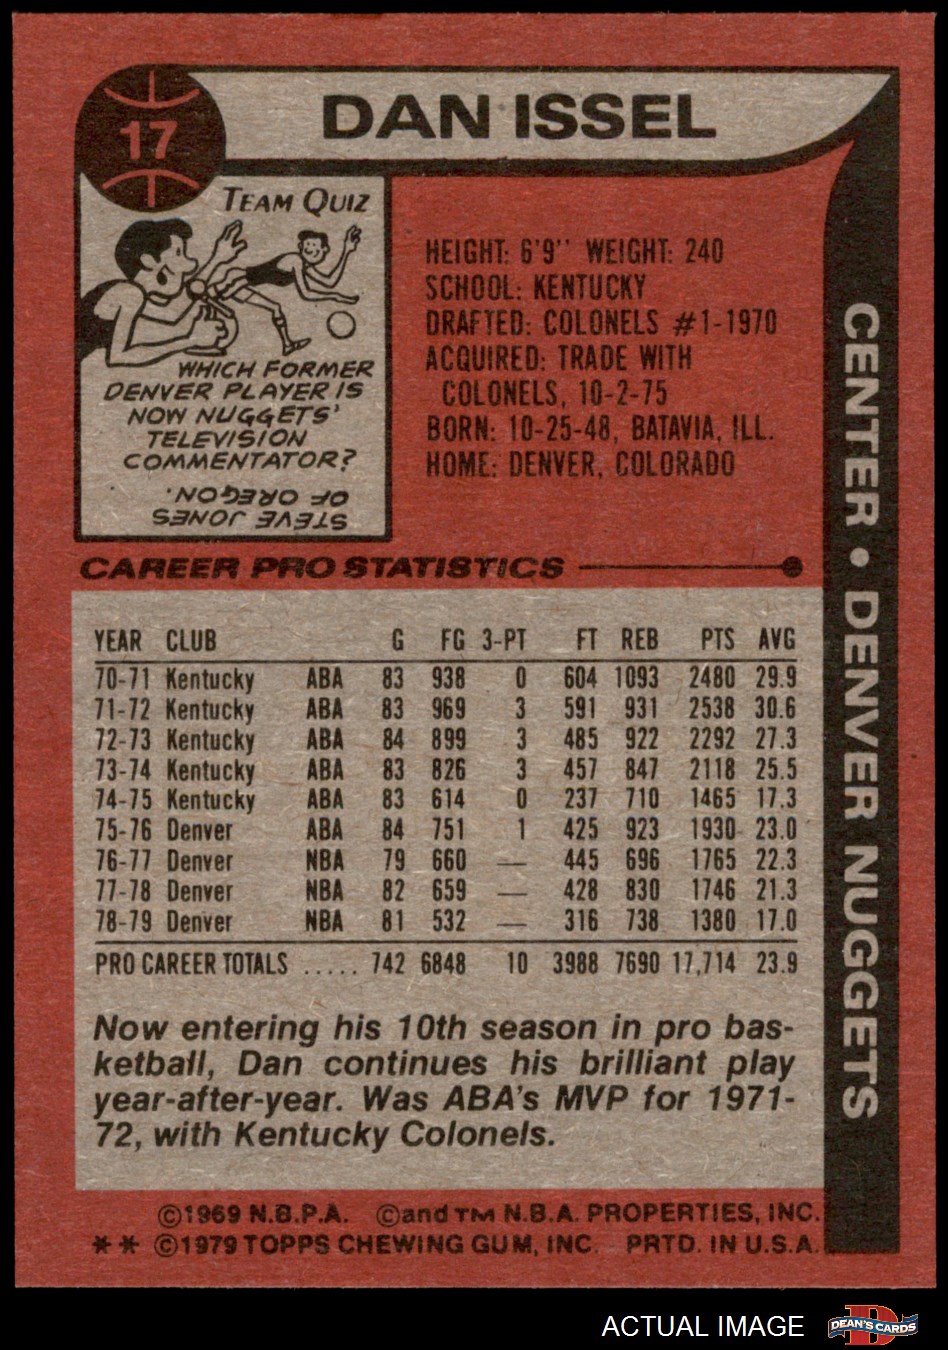 17
DAN ISSEL
TEAM QUIZ
WHICH FORMER
DENVER PLAYER IS
NOW NUGGETS'
TELEVISION
COMMENTATOR?
STEVE JONES
OF OREGON.
HEIGHT: 6'9" WEIGHT: 240
SCHOOL: KENTUCKY
DRAFTED: COLONELS #1-1970
ACQUIRED: TRADE WITH
COLONELS, 10-2-75
BORN: 10-25-48, BATAVIA, ILL.
HOME: DENVER, COLORADO
CENTER • DENVER NUGGETS
CAREER PRO STATISTICS
YEAR CLUB G FG 3-PT FT REB PTS AVG
70-71 Kentucky ABA 83 938 0 604 1093 2480 29.9
71-72 Kentucky ABA 83 969 3 591 931 2538 30.6
72-73 Kentucky ABA 84 899 3 485 922 2292 27.3
73-74 Kentucky ABA 83 826 3 457 847 2118 25.5
74-75 Kentucky ABA 83 614 0 237 710 1465 17.3
75-76 Denver ABA 84 751 1 425 923 1930 23.0
76-77 Denver NBA 79 660 — 445 696 1765 22.3
77-78 Denver NBA 82 659 — 428 830 1746 21.3
78-79 Denver NBA 81 532 — 316 738 1380 17.0
PRO CAREER TOTALS ..... 742 6848 10 3988 7690 17,714 23.9
Now entering his 10th season in pro bas-
ketball, Dan continues his brilliant play
year-after-year. Was ABA's MVP for 1971-
72, with Kentucky Colonels.
©1969 N.B.P.A. ©and TM N.B.A. PROPERTIES, INC.
** ©1979 TOPPS CHEWING GUM, INC. PRTD. IN U.S.A.
ACTUAL IMAGE
D
DEAN'S CARDS